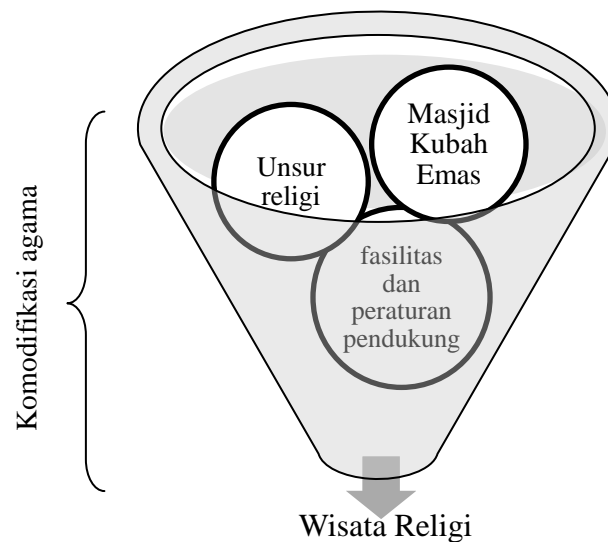 Masjid
Kubah
Emas
Unsur
religi
fasilitas
dan
peraturan
pendukung
Komodifikasi agama
Wisata Religi